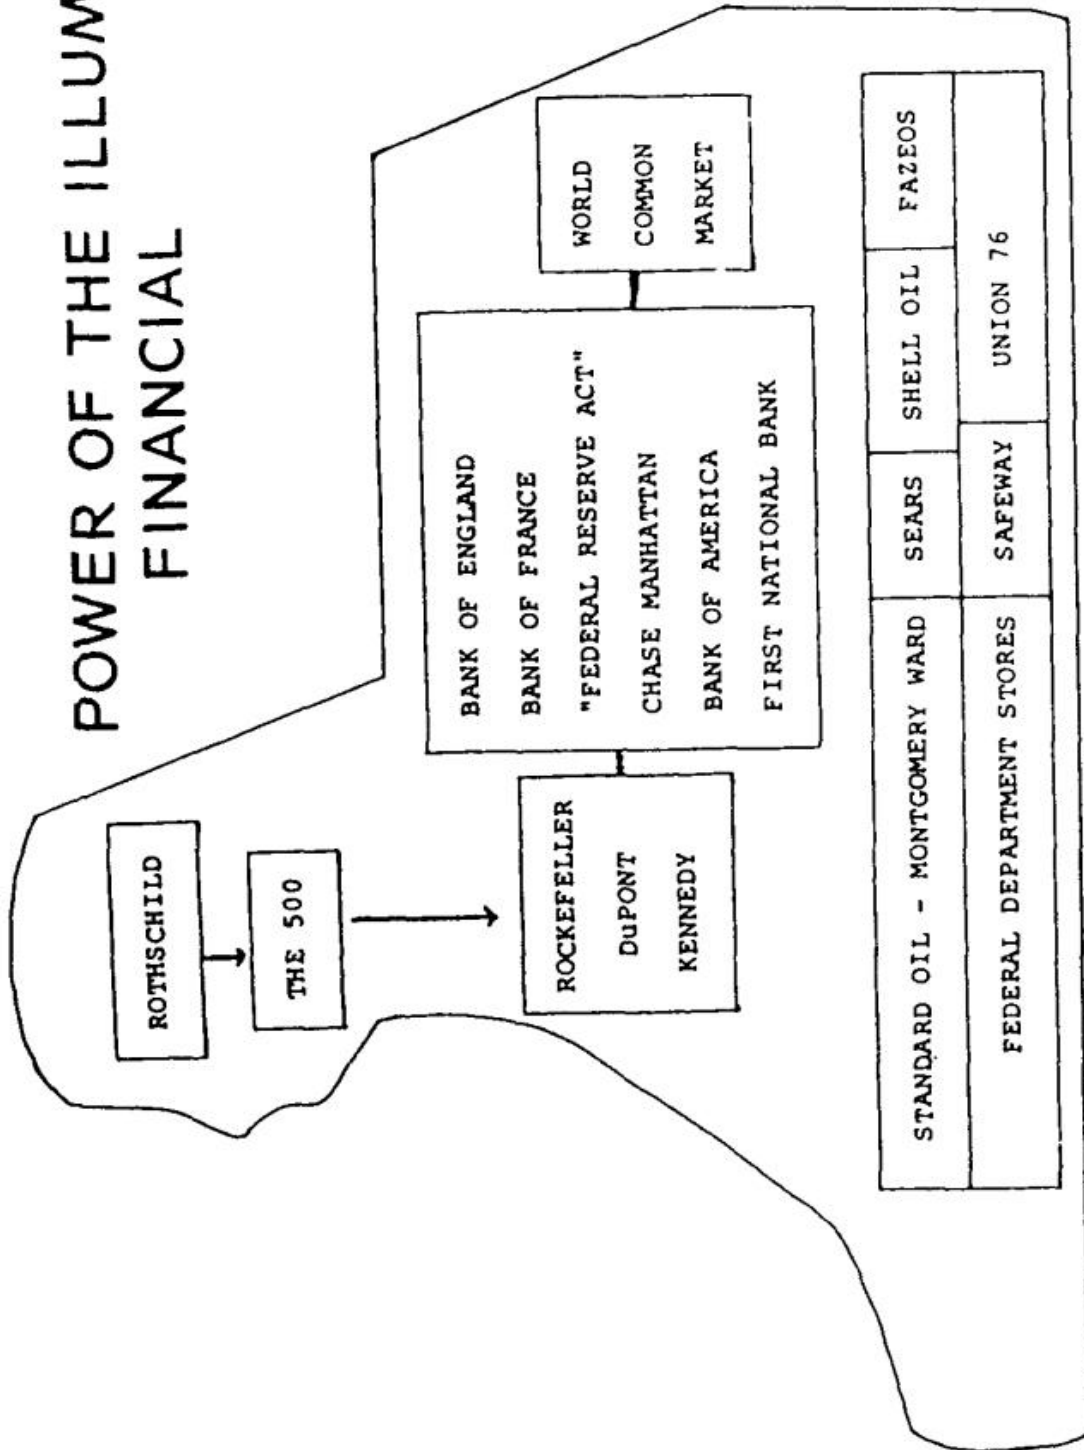 POWER OF THE ILLUM
FINANCIAL
ROTHSCHILD
THE 500
ROCKEFELLER
DuPONT
KENNEDY
BANK OF ENGLAND
BANK OF FRANCE
"FEDERAL RESERVE ACT"
CHASE MANHATTAN
BANK OF AMERICA
FIRST NATIONAL BANK
WORLD
COMMON
MARKET
STANDARD OIL - MONTGOMERY WARD
SEARS
SHELL OIL
FAZEOS
FEDERAL DEPARTMENT STORES
SAFEWAY
UNION 76